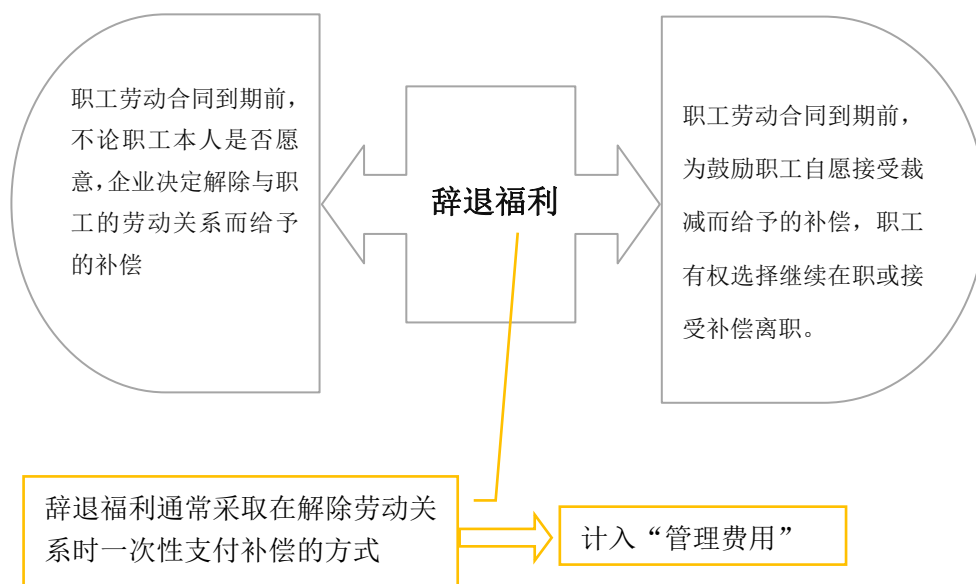 职工劳动合同到期前，
不论职工本人是否愿
意，企业决定解除与职
工的劳动关系而给予
的补偿
辞退福利
职工劳动合同到期前，
为鼓励职工自愿接受裁
减而给予的补偿，职工
有权选择继续在职或接
受补偿离职。
辞退福利通常采取在解除劳动关
系时一次性支付补偿的方式
计入“管理费用”